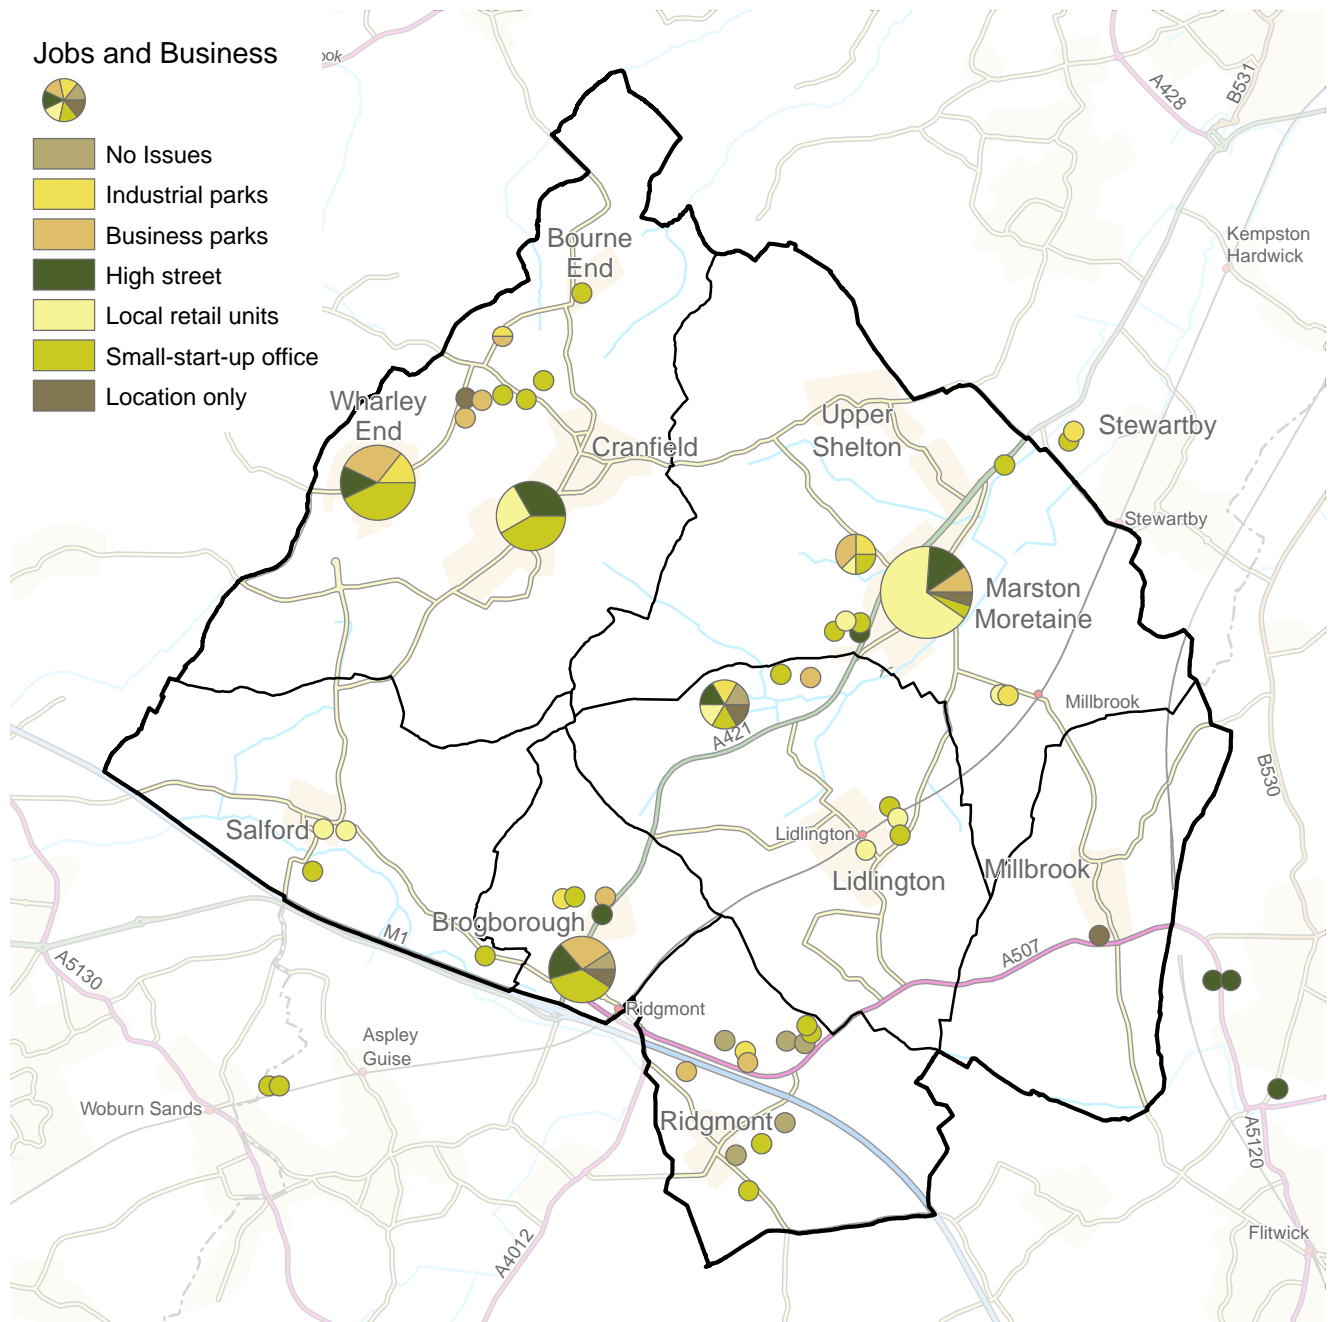 Jobs and Business
No Issues
Industrial parks
Business parks
High street
Local retail units
Small-start-up office
Location only
ook
A428
B531
Kempston
Hardwick
Bourne
End
Wharley
End
Cranfield
Upper
Shelton
Stewartby
Stewartby
Marston
Moretaine
Millbrook
A421
B530
Salford
Lidlington
Lidlington
Millbrook
Brogborough
M1
A507
A5130
Ridgmont
Aspley
Guise
Woburn Sands
Ridgmont
A5120
A4012
Flitwick